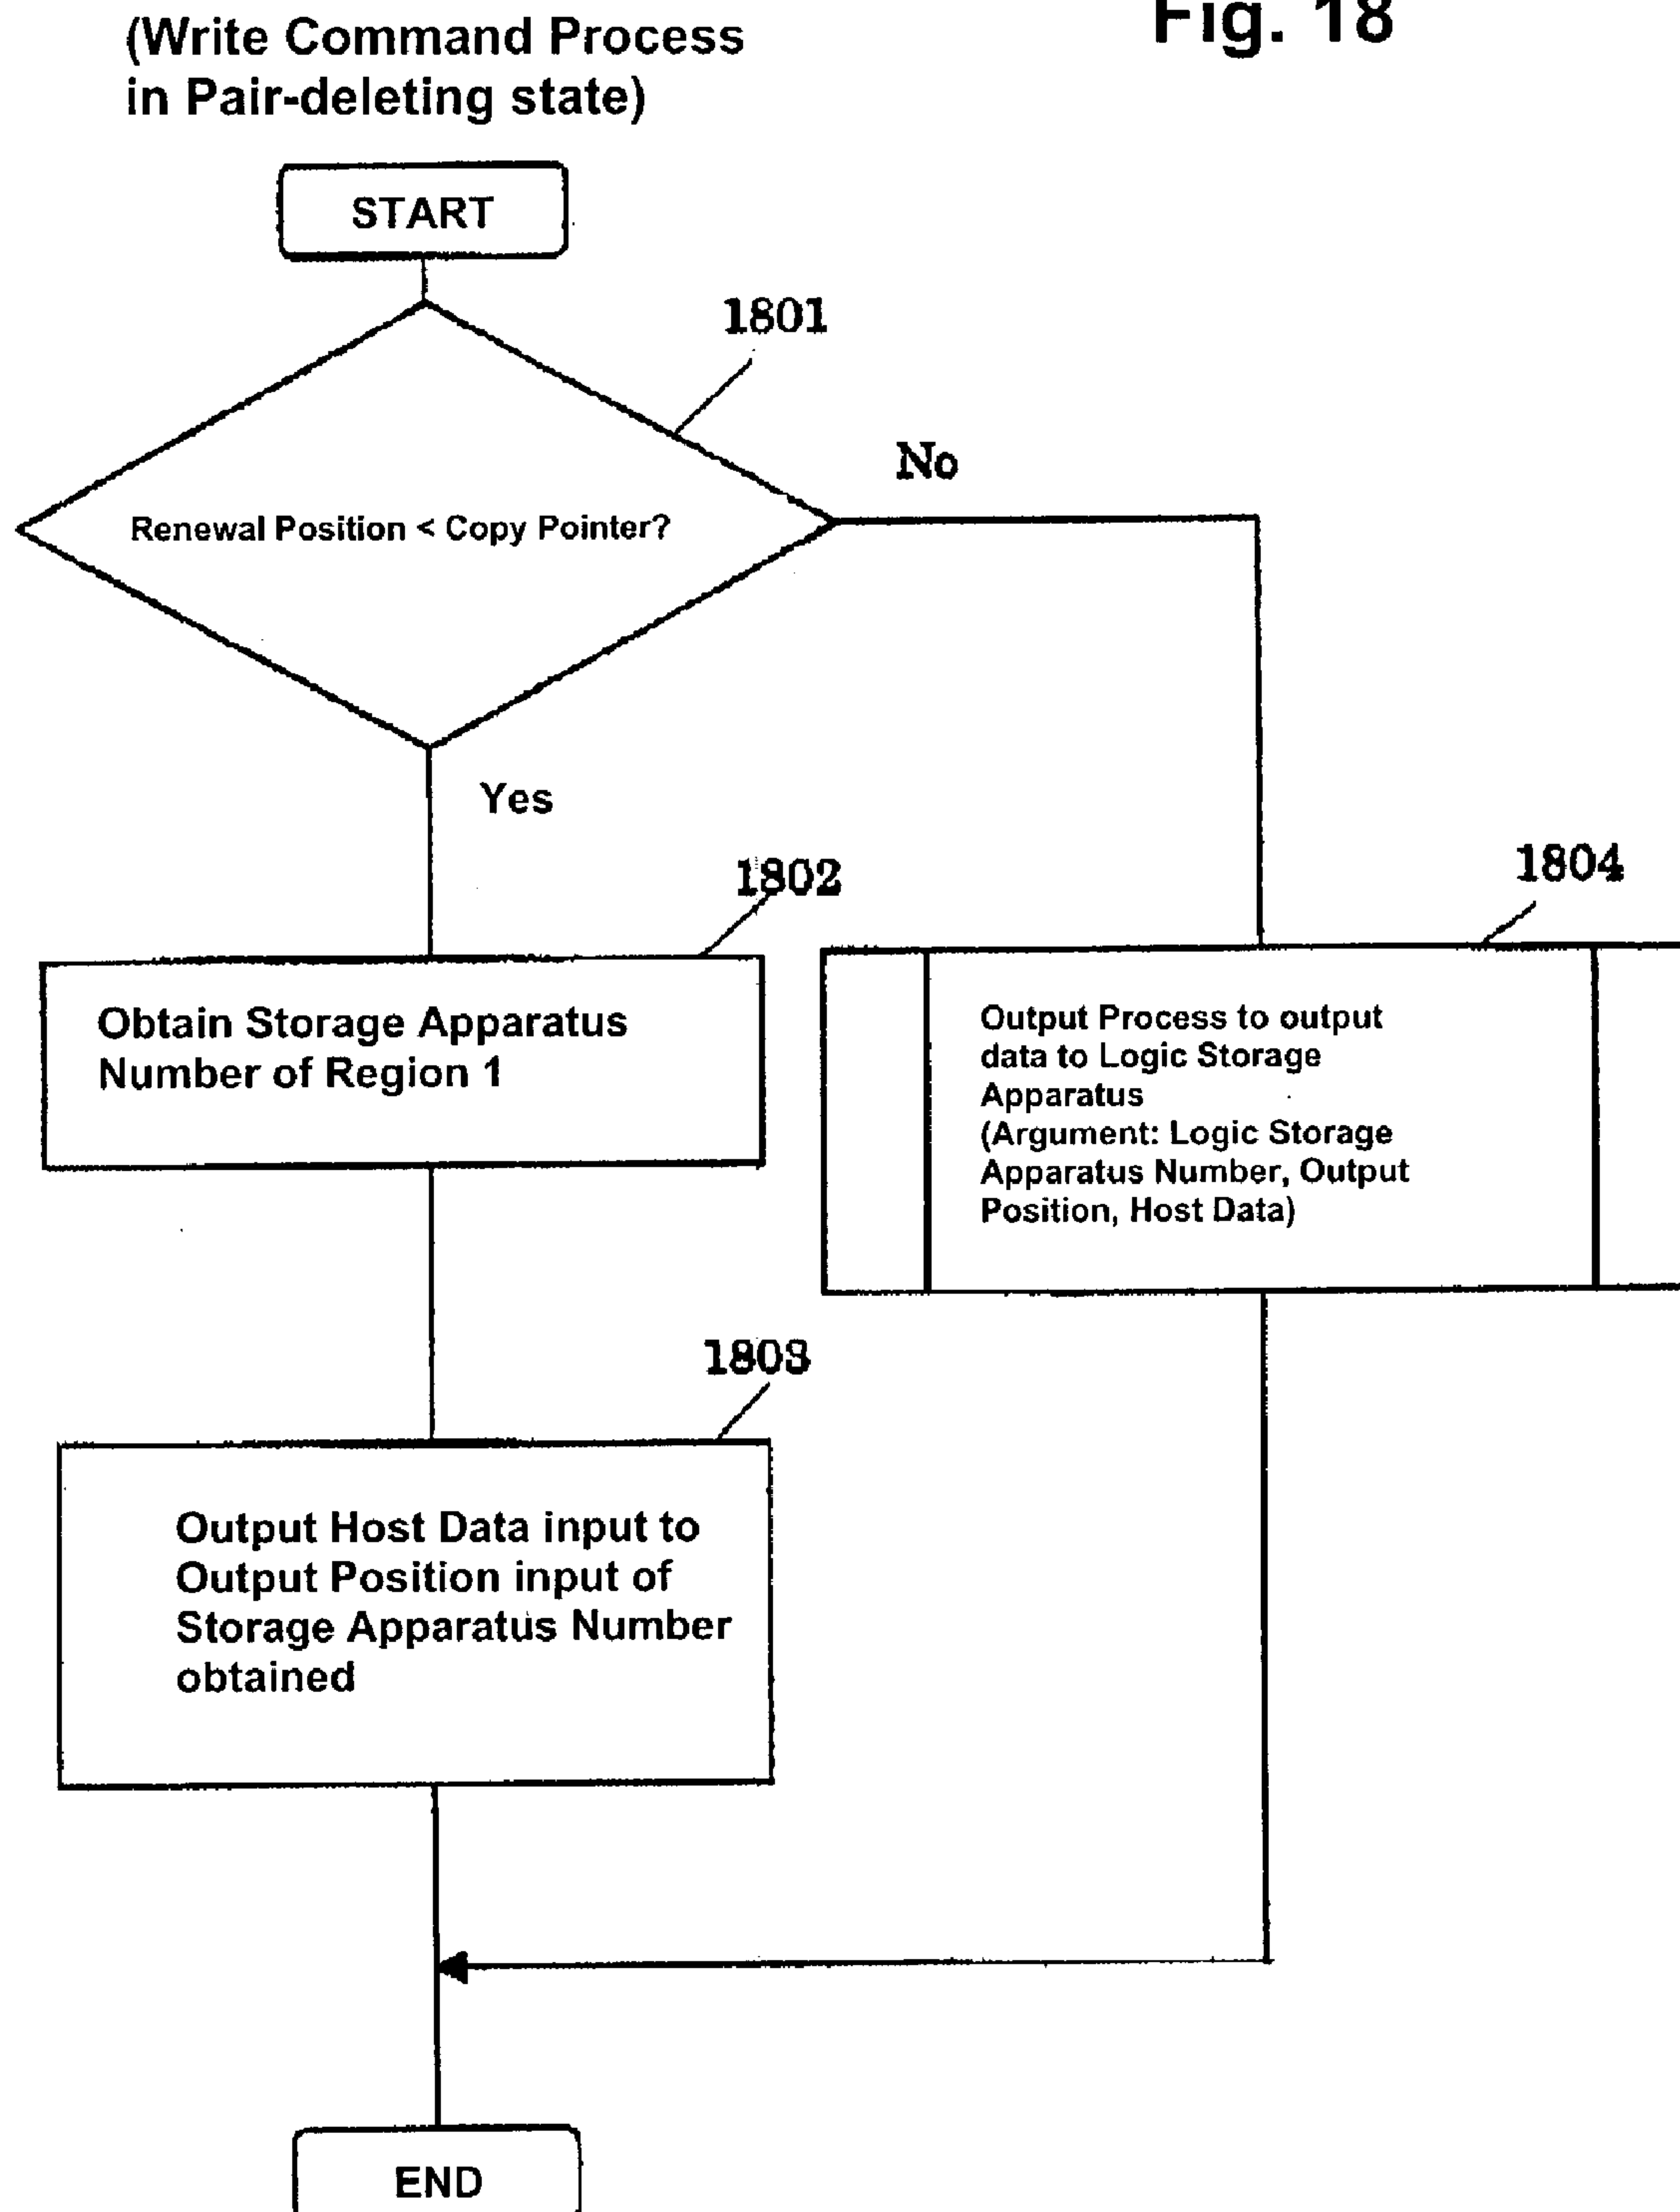 (Write Command Process
in Pair-deleting state)
Fig. 18
START
1801
Renewal Position < Copy Pointer?
No
Yes
1802
Obtain Storage Apparatus
Number of Region 1
1804
Output Process to output
data to Logic Storage
Apparatus
(Argument: Logic Storage
Apparatus Number, Output
Position, Host Data)
1803
Output Host Data input to
Output Position input of
Storage Apparatus Number
obtained
END